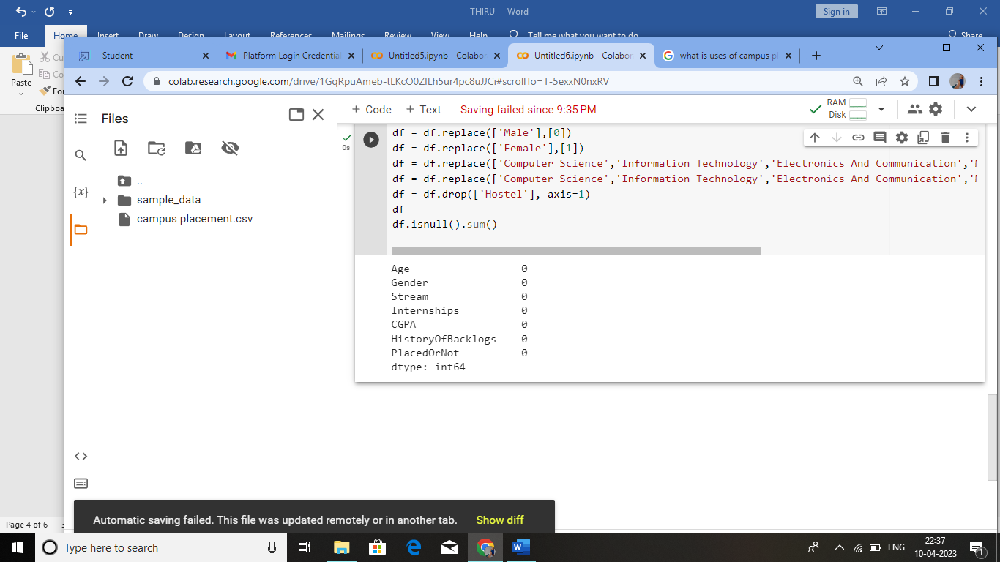 THIRU - Word
Sign in
File Home Insert Draw Design Layout References Mailings Review View Help Tell me what you want to do Share
Paste
Clipboa
- Student
Platform Login Credential
Untitled5.ipynb - Colabor
Untitled6.ipynb - Colabor
what is uses of campus pl
colab.research.google.com/drive/1GqRpuAmeb-tLKcO0ZlLh5ur4pc8uJJCi#scrollTo=T-5exxN0nxRV
Files
+ Code + Text Saving failed since 9:35 PM
RAM
Disk
..
sample_data
campus placement.csv
{x}
0s
df = df.replace(['Male'],[0])
df = df.replace(['Female'],[1])
df = df.replace(['Computer Science','Information Technology','Electronics And Communication','M
df = df.replace(['Computer Science','Information Technology','Electronics And Communication','M
df = df.drop(['Hostel'], axis=1)
df
df.isnull().sum()
Age 0
Gender 0
Stream 0
Internships 0
CGPA 0
HistoryOfBacklogs 0
PlacedOrNot 0
dtype: int64
Automatic saving failed. This file was updated remotely or in another tab. Show diff
Page 4 of 6
Type here to search
ENG
22:37
10-04-2023
1